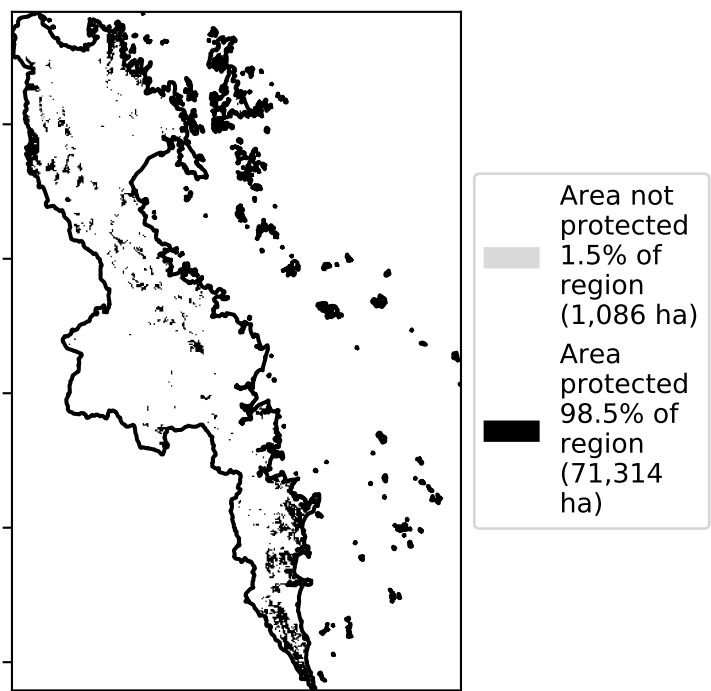 Area not
protected
1.5% of
region
(1,086 ha)
Area
protected
98.5% of
region
(71,314
ha)